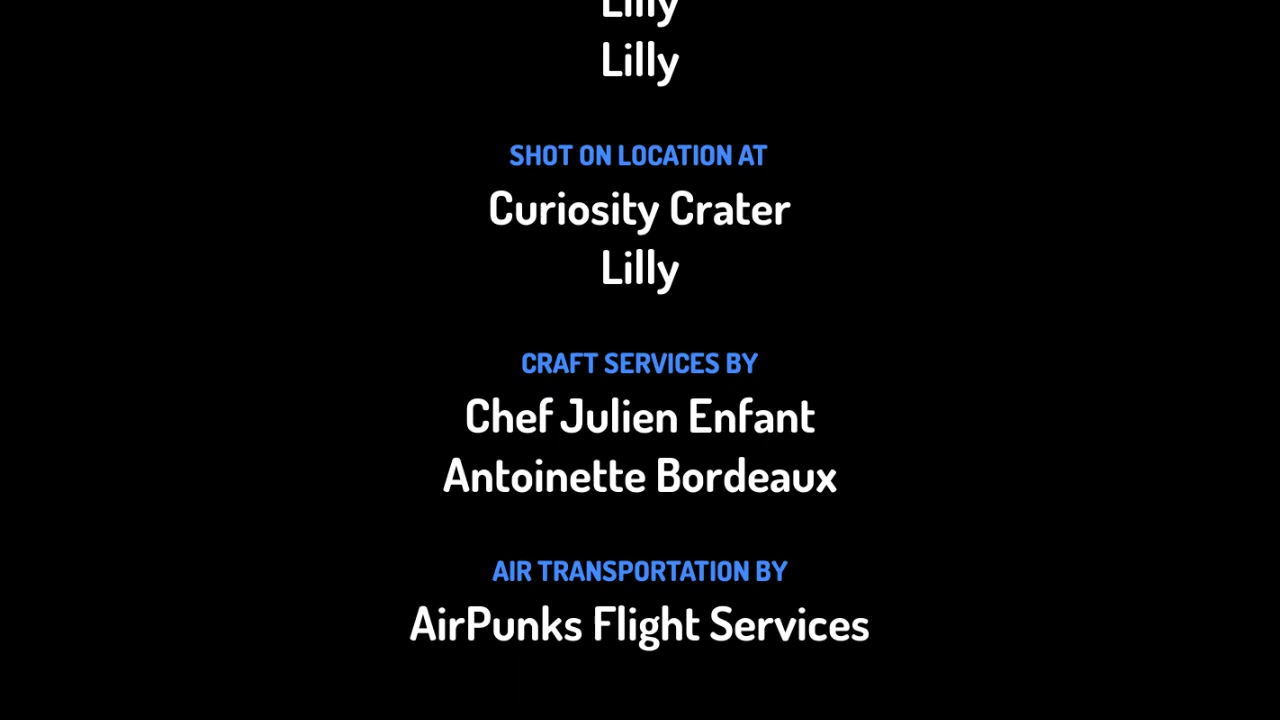 Lilly
Lilly
SHOT ON LOCATION AT
Curiosity Crater
Lilly
CRAFT SERVICES BY
Chef Julien Enfant
Antoinette Bordeaux
AIR TRANSPORTATION BY
AirPunks Flight Services